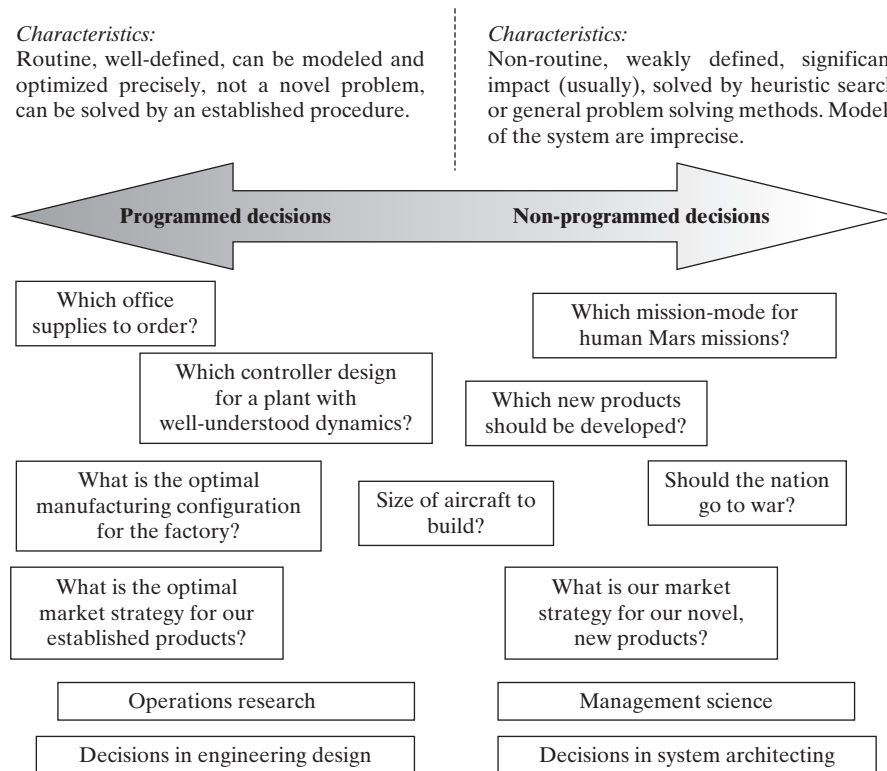 Characteristics:
Routine, well-defined, can be modeled and
optimized precisely, not a novel problem,
can be solved by an established procedure.
Characteristics:
Non-routine, weakly defined, significan
impact (usually), solved by heuristic search
or general problem solving methods. Model
of the system are imprecise.
Programmed decisions
Non-programmed decisions
Which office
supplies to order?
Which mission-mode for
human Mars missions?
Which controller design
for a plant with
well-understood dynamics?
Which new products
should be developed?
What is the optimal
manufacturing configuration
for the factory?
Size of aircraft to
build?
Should the nation
go to war?
What is the optimal
market strategy for our
established products?
What is our market
strategy for our novel,
new products?
Operations research
Management science
Decisions in engineering design
Decisions in system architecting